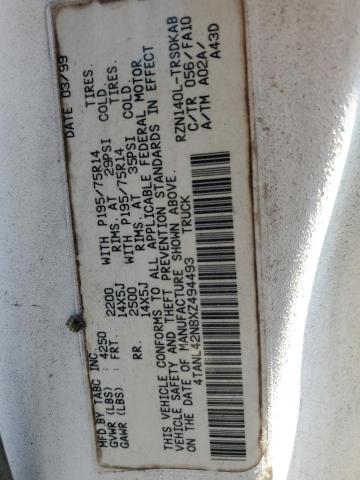 MFD BY TABC INC. DATE 03/99
GVWR (LBS) : 4250
GAWR (LBS) : FRT. 2200 WITH P195/75R14 TIRES.
14X5J RIMS. AT 29PSI COLD.
RR. 2500 WITH P195/75R14 TIRES.
14X5J RIMS. AT 35PSI COLD
THIS VEHICLE CONFORMS TO ALL APPLICABLE FEDERAL MOTOR
VEHICLE SAFETY AND THEFT PREVENTION STANDARDS IN EFFECT
ON DATE OF MANUFACTURE SHOWN ABOVE.
4TANL42N8XZ494493 TRUCK
RZN140L-TRSDKAB
C/TR 056/FA10
A/TM A02A/
A43D